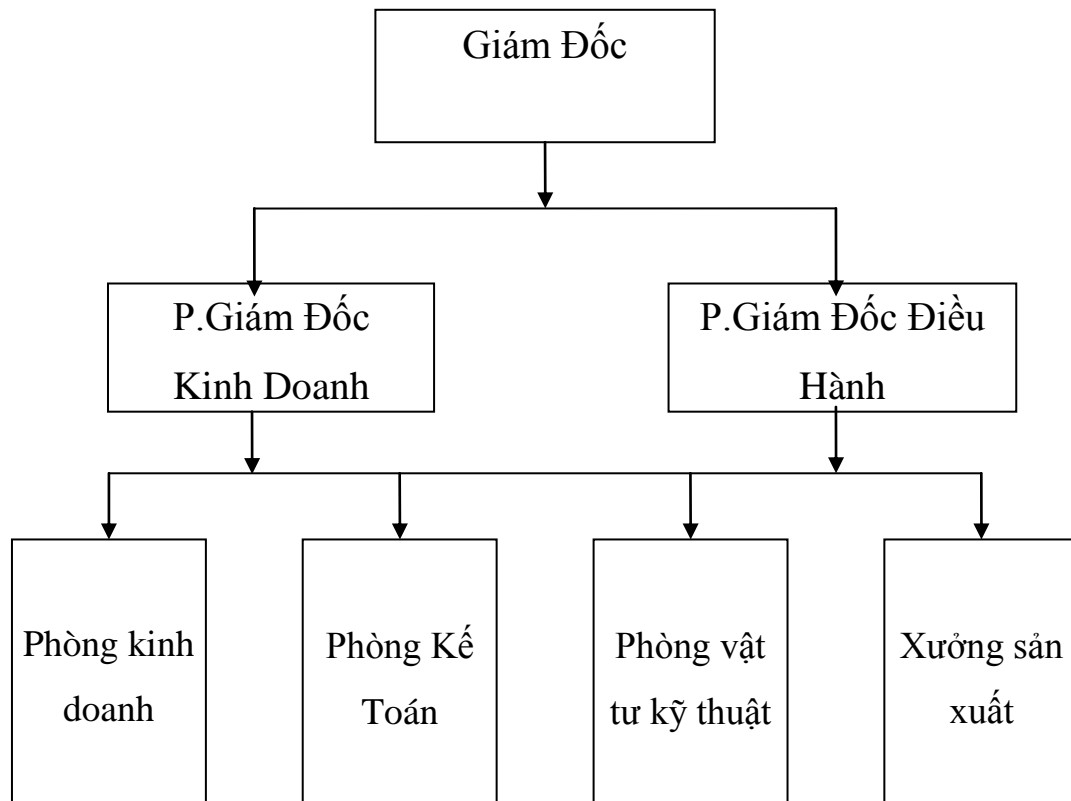 Giám Đốc
P.Giám Đốc
Kinh Doanh
P.Giám Đốc Điều
Hành
Phòng kinh
doanh
Phòng Kế
Toán
Phòng vật
tư kỹ thuật
Xưởng sản
xuất